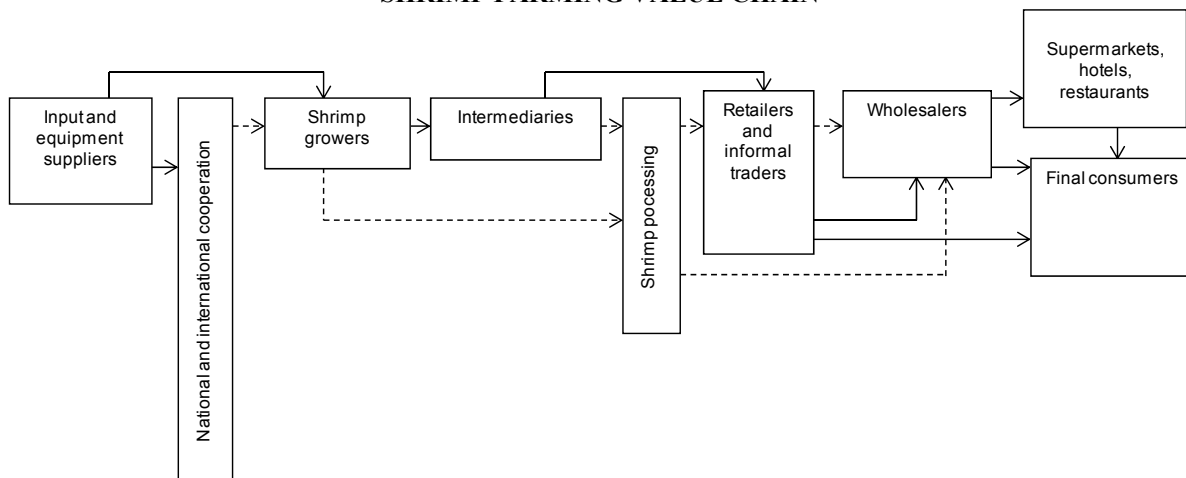 SHRIMP FARMING VALUE CHAIN
Supermarkets,
hotels,
restaurants
Input and
equipment
suppliers
National and international cooperation
Shrimp
growers
Intermediaries
Shrimp pocessing
Retailers
and
informal
traders
Wholesalers
Final consumers